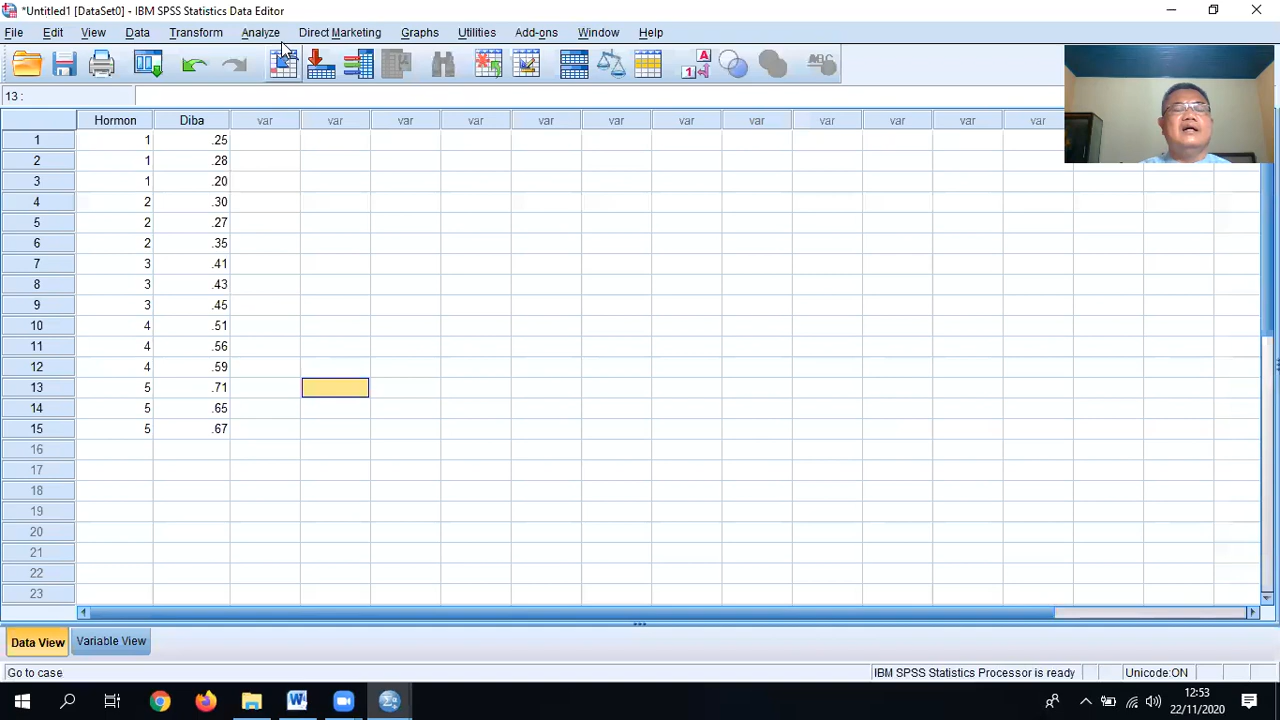 *Untitled1 [DataSet0] - IBM SPSS Statistics Data Editor
File Edit View Data Transform Analyze Direct Marketing Graphs Utilities Add-ons Window Help
13 :
Hormon Diba var var var var var var var var var var var var
1 1 .25
2 1 .28
3 1 .20
4 2 .30
5 2 .27
6 2 .35
7 3 .41
8 3 .43
9 3 .45
10 4 .51
11 4 .56
12 4 .59
13 5 .71
14 5 .65
15 5 .67
16
17
18
19
20
21
22
23
Data View Variable View
Go to case IBM SPSS Statistics Processor is ready Unicode:ON
12:53
22/11/2020